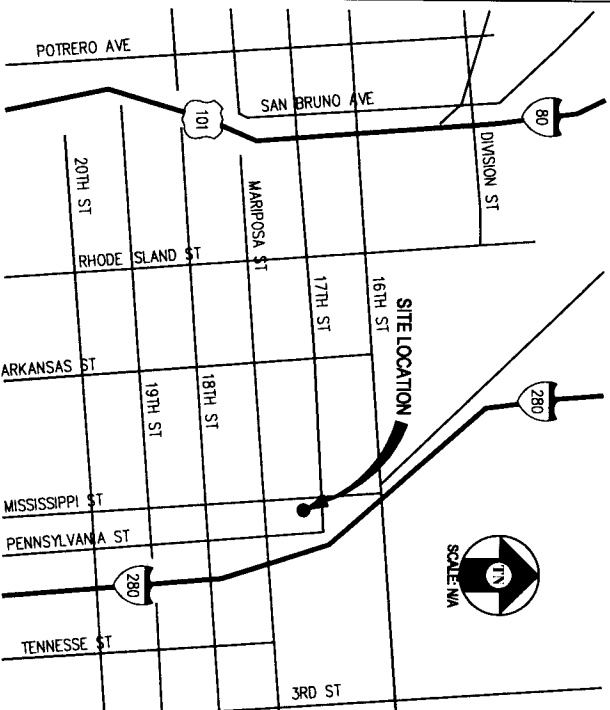 POTRERO AVE
SAN BRUNO AVE
80
101
DIVISION ST
20TH ST
MARIPOSA ST
RHODE ISLAND ST
17TH ST
16TH ST
SITE LOCATION
ARKANSAS ST
19TH ST
18TH ST
280
MISSISSIPPI ST
PENNSYLVANIA ST
TN
SCALE: N/A
280
TENNESSE ST
3RD ST